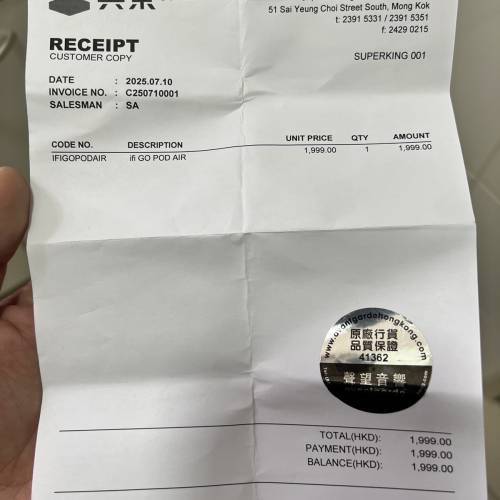 51 Sai Yeung Choi Street South, Mong Kok
t: 2391 5331 / 2391 5351
f: 2429 0215
RECEIPT
CUSTOMER COPY
SUPERKING 001
DATE : 2025.07.10
INVOICE NO. : C250710001
SALESMAN : SA
CODE NO. DESCRIPTION UNIT PRICE QTY AMOUNT
IFIGOPODAIR ifi GO POD AIR 1,999.00 1 1,999.00
www.avantgardehongkong.com
原廠行貨
品質保證
41362
聲望音響
TOTAL(HKD): 1,999.00
PAYMENT(HKD): 1,999.00
BALANCE(HKD): 1,999.00